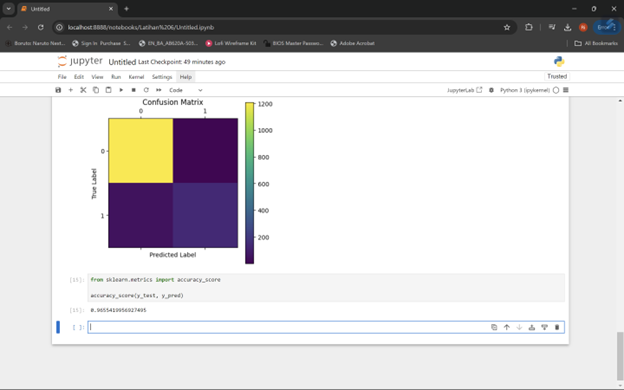 Untitled
localhost:8888/notebooks/Latihan%206/Untitled.ipynb
Boruto: Naruto Next... Sign In Purchase S... EN_B4_AB620A-S01... Lofi Wireframe Kit BIOS Master Passwo... Adobe Acrobat All Bookmarks
jupyter Untitled Last Checkpoint: 49 minutes ago
File Edit View Run Kernel Settings Help Trusted
Code JupyterLab Python 3 (ipykernel)
Confusion Matrix
0 1
1200
1000
0
800
600
True Label
1
400
200
Predicted Label
[15]: from sklearn.metrics import accuracy_score
accuracy_score(y_test, y_pred)
[15]: 0.9655419956927495
[ ]: